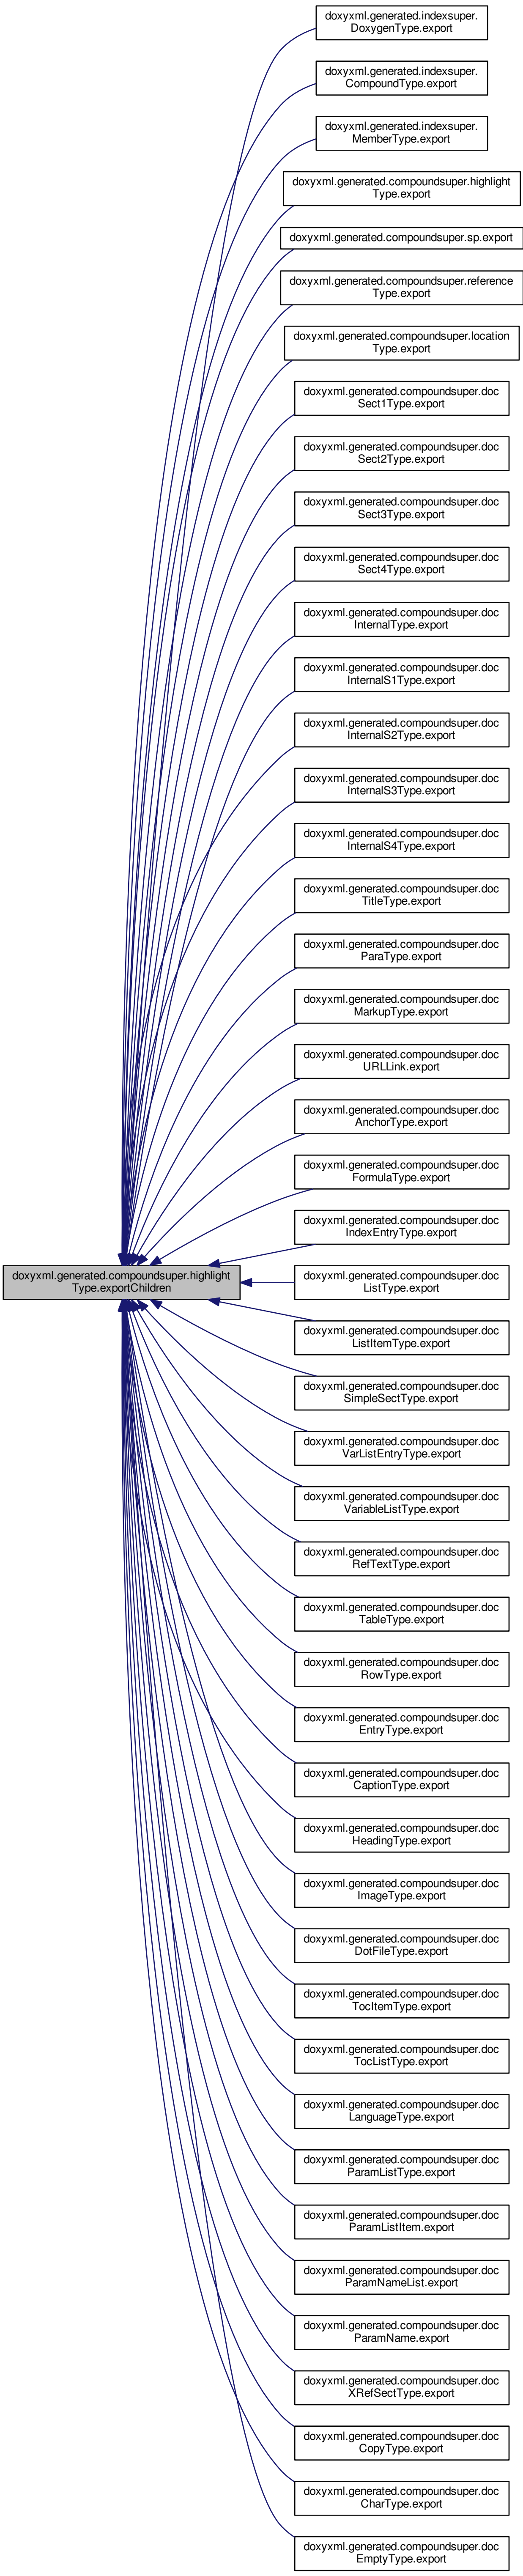 doxyxml.generated.indexsuper.
DoxygenType.export
doxyxml.generated.indexsuper.
CompoundType.export
doxyxml.generated.indexsuper.
MemberType.export
doxyxml.generated.compoundsuper.highlight
Type.export
doxyxml.generated.compoundsuper.sp.export
doxyxml.generated.compoundsuper.reference
Type.export
doxyxml.generated.compoundsuper.location
Type.export
doxyxml.generated.compoundsuper.doc
Sect1Type.export
doxyxml.generated.compoundsuper.doc
Sect2Type.export
doxyxml.generated.compoundsuper.doc
Sect3Type.export
doxyxml.generated.compoundsuper.doc
Sect4Type.export
doxyxml.generated.compoundsuper.doc
InternalType.export
doxyxml.generated.compoundsuper.doc
InternalS1Type.export
doxyxml.generated.compoundsuper.doc
InternalS2Type.export
doxyxml.generated.compoundsuper.doc
InternalS3Type.export
doxyxml.generated.compoundsuper.doc
InternalS4Type.export
doxyxml.generated.compoundsuper.doc
TitleType.export
doxyxml.generated.compoundsuper.doc
ParaType.export
doxyxml.generated.compoundsuper.doc
MarkupType.export
doxyxml.generated.compoundsuper.doc
URLLink.export
doxyxml.generated.compoundsuper.doc
AnchorType.export
doxyxml.generated.compoundsuper.doc
FormulaType.export
doxyxml.generated.compoundsuper.doc
IndexEntryType.export
doxyxml.generated.compoundsuper.highlight
Type.exportChildren
doxyxml.generated.compoundsuper.doc
ListType.export
doxyxml.generated.compoundsuper.doc
ListItemType.export
doxyxml.generated.compoundsuper.doc
SimpleSectType.export
doxyxml.generated.compoundsuper.doc
VarListEntryType.export
doxyxml.generated.compoundsuper.doc
VariableListType.export
doxyxml.generated.compoundsuper.doc
RefTextType.export
doxyxml.generated.compoundsuper.doc
TableType.export
doxyxml.generated.compoundsuper.doc
RowType.export
doxyxml.generated.compoundsuper.doc
EntryType.export
doxyxml.generated.compoundsuper.doc
CaptionType.export
doxyxml.generated.compoundsuper.doc
HeadingType.export
doxyxml.generated.compoundsuper.doc
ImageType.export
doxyxml.generated.compoundsuper.doc
DotFileType.export
doxyxml.generated.compoundsuper.doc
TocItemType.export
doxyxml.generated.compoundsuper.doc
TocListType.export
doxyxml.generated.compoundsuper.doc
LanguageType.export
doxyxml.generated.compoundsuper.doc
ParamListType.export
doxyxml.generated.compoundsuper.doc
ParamListItem.export
doxyxml.generated.compoundsuper.doc
ParamNameList.export
doxyxml.generated.compoundsuper.doc
ParamName.export
doxyxml.generated.compoundsuper.doc
XRefSectType.export
doxyxml.generated.compoundsuper.doc
CopyType.export
doxyxml.generated.compoundsuper.doc
CharType.export
doxyxml.generated.compoundsuper.doc
EmptyType.export